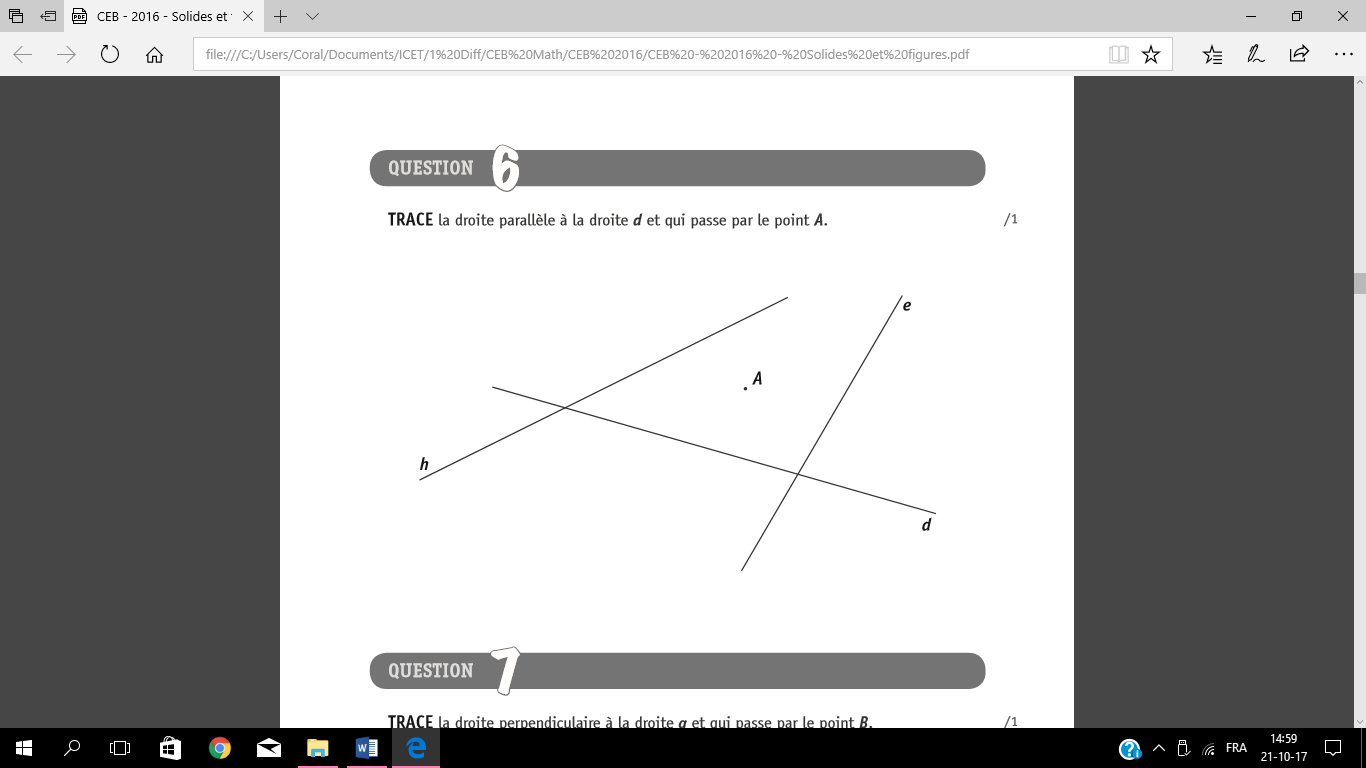 CEB - 2016 - Solides et
file:///C:/Users/Coral/Documents/ICET/1%20Diff/CEB%20Math/CEB%202016/CEB%20-%202016%20-%20Solides%20et%20figures.pdf
QUESTION 6
TRACE la droite parallèle à la droite d et qui passe par le point A.
/1
e
A
h
d
QUESTION 7
TRACE la droite perpendiculaire à la droite a et qui passe par le point B.
/1
FRA
14:59
21-10-17